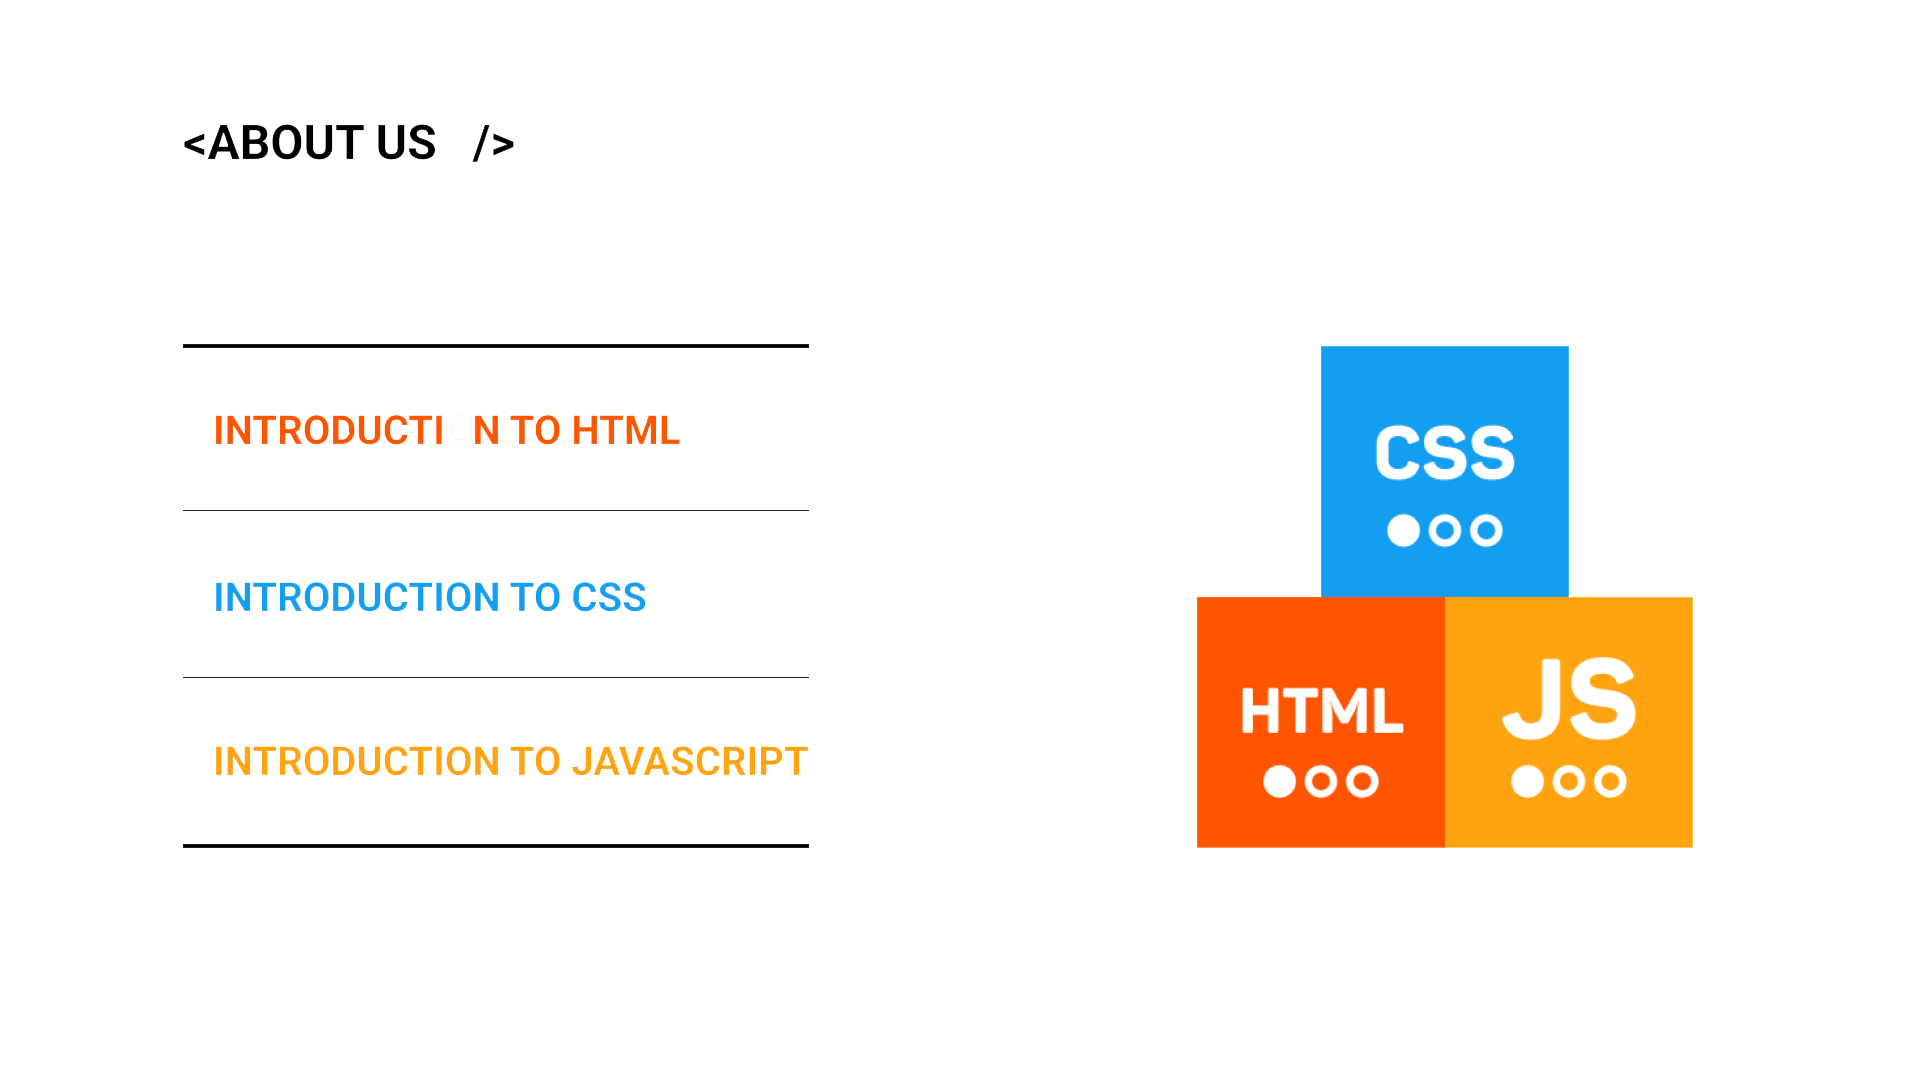 <ABOUT US />
INTRODUCTI N TO HTML
INTRODUCTION TO CSS
INTRODUCTION TO JAVASCRIPT
CSS
HTML
JS